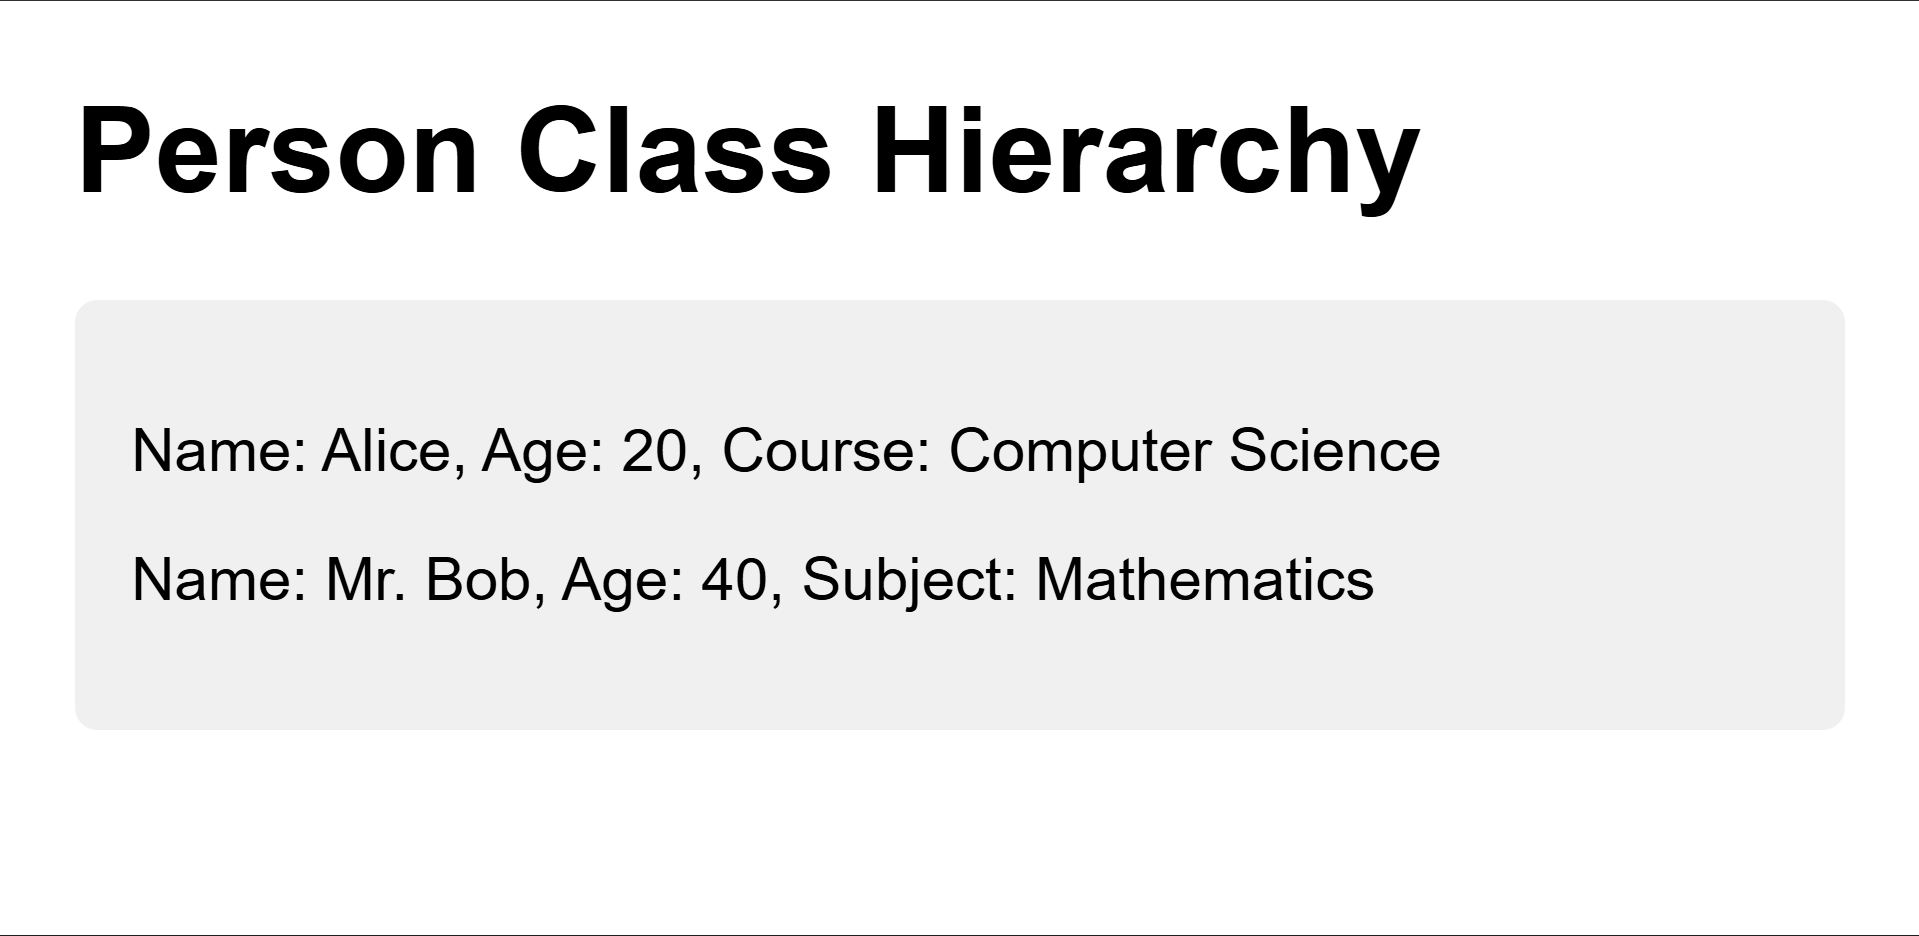 Person Class Hierarchy
Name: Alice, Age: 20, Course: Computer Science
Name: Mr. Bob, Age: 40, Subject: Mathematics